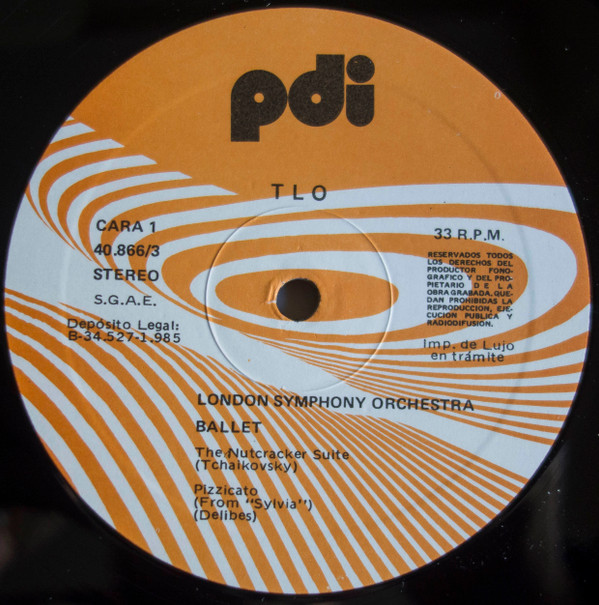 pdi
TLO
CARA 1
40.866/3
STEREO
S.G.A.E.
Depósito Legal:
B-34.527-1.985
33 R.P.M.
RESERVADOS TODOS
LOS DERECHOS DEL
PRODUCTOR FONO-
GRAFICO Y DEL PRO-
PIETARIO DE LA
OBRA GRABADA, QUE-
DAN PROHIBIDAS LA
REPRODUCCION, EJE-
CUCION PUBLICA Y
RADIODIFUSION.
Imp. de Lujo
en trámite
LONDON SYMPHONY ORCHESTRA
BALLET
The Nutcracker Suite
(Tchaikovsky)
Pizzicato
(From "Sylvia")
(Delibes)